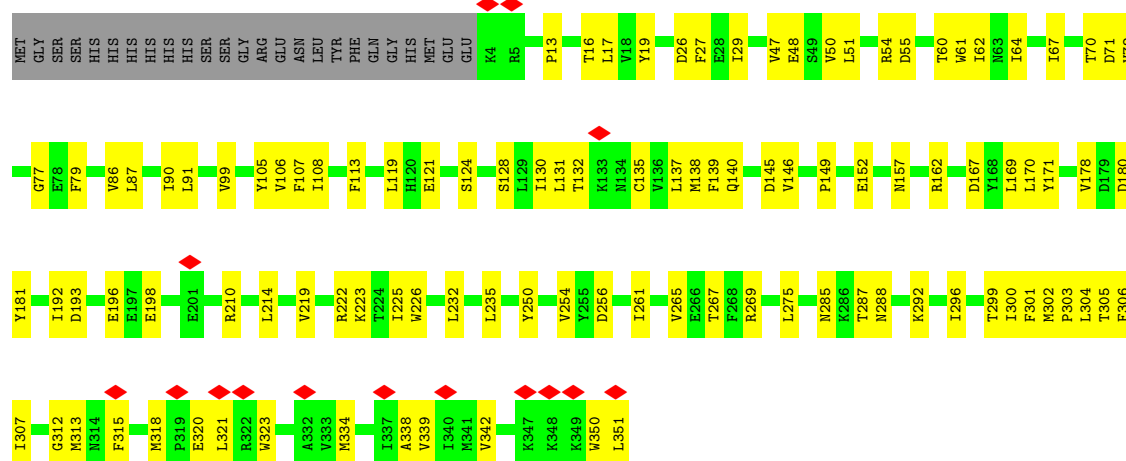 MET GLY SER SER HIS HIS HIS HIS HIS HIS SER SER GLY ARG GLU ASN LEU TYR PHE GLN GLY HIS MET GLU GLU K4 R5 P13 T16 L17 V18 Y19 D26 F27 E28 I29 V47 E48 S49 V50 L51 R54 D55 T60 W61 I62 N63 I64 I67 T70 D71
G77 E78 F79 V86 L87 I90 L91 V99 Y105 V106 F107 I108 F113 L119 H120 E121 S124 S128 L129 I130 L131 T132 K133 N134 C135 V136 L137 M138 F139 Q140 D145 V146 P149 E152 N157 R162 D167 Y168 L169 L170 Y171 V178 D179 D180
Y181 I192 D193 E196 E197 E198 E201 R210 L214 V219 R222 K223 T224 I225 W226 L232 L235 Y250 V254 Y255 D256 I261 V265 E266 T267 F268 R269 L275 N285 K286 T287 N288 K292 I296 T299 I300 F301 M302 P303 L304 T305 F306
I307 G312 M313 N314 F315 M318 P319 E320 L321 R322 W323 A332 V333 M334 I337 A338 V339 I340 M341 V342 K347 K348 K349 W350 L351